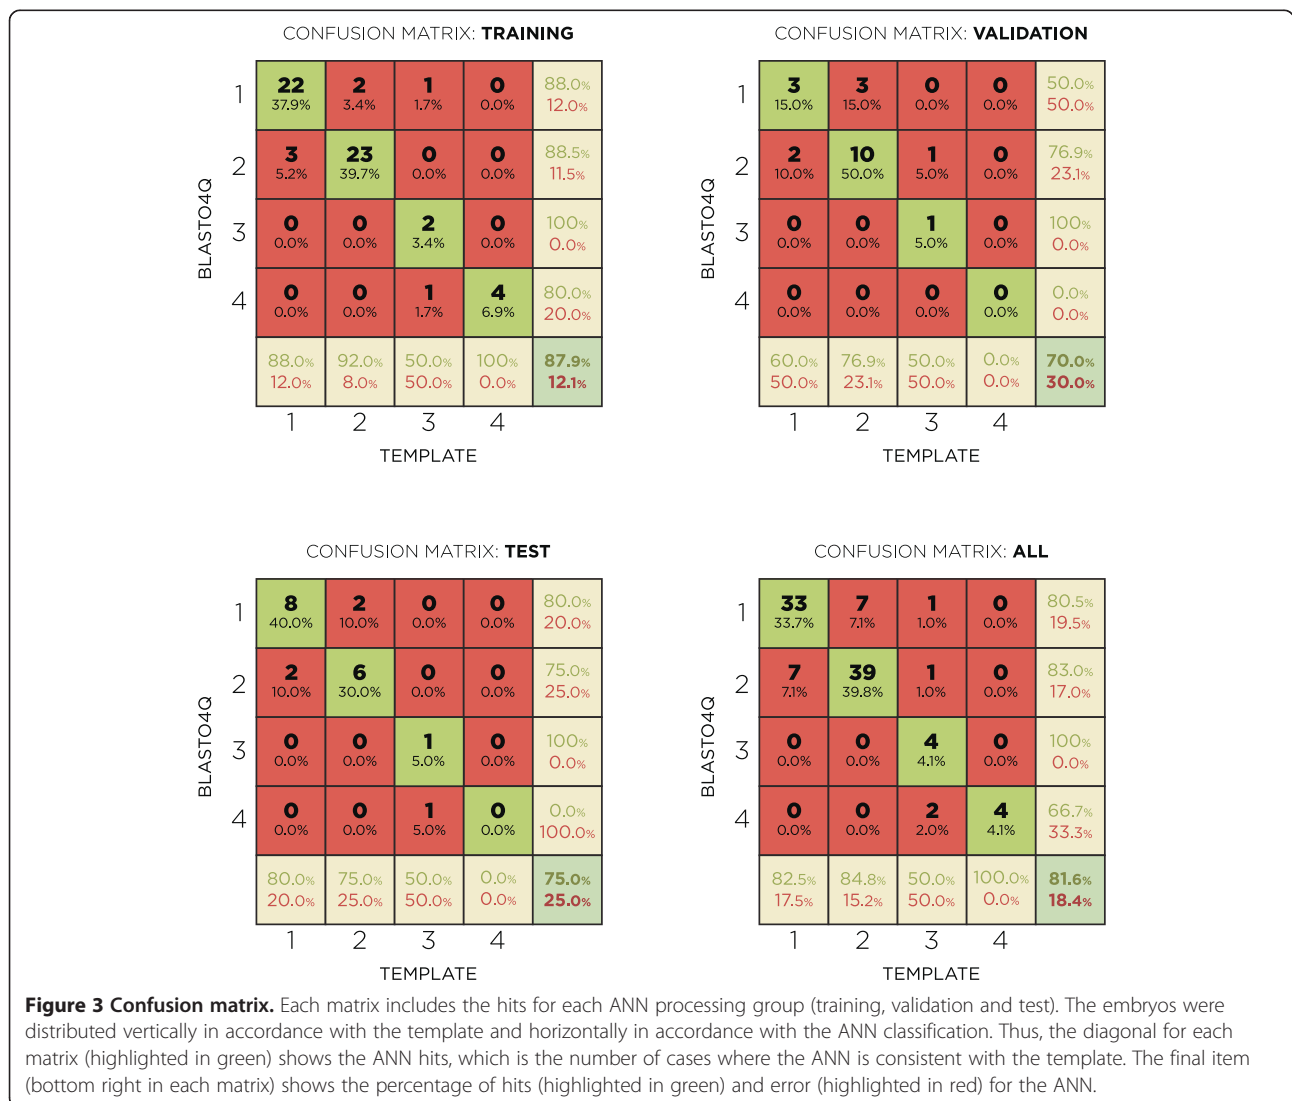 CONFUSION MATRIX: TRAINING
BLASTO4Q
1 22 2 1 0 88.0%
37.9% 3.4% 1.7% 0.0% 12.0%
2 3 23 0 0 88.5%
5.2% 39.7% 0.0% 0.0% 11.5%
3 0 0 2 0 100%
0.0% 0.0% 3.4% 0.0% 0.0%
4 0 0 1 4 80.0%
0.0% 0.0% 1.7% 6.9% 20.0%
88.0% 92.0% 50.0% 100% 87.9%
12.0% 8.0% 50.0% 0.0% 12.1%
1 2 3 4
TEMPLATE
CONFUSION MATRIX: VALIDATION
BLASTO4Q
1 3 3 0 0 50.0%
15.0% 15.0% 0.0% 0.0% 50.0%
2 2 10 1 0 76.9%
10.0% 50.0% 5.0% 0.0% 23.1%
3 0 0 1 0 100%
0.0% 0.0% 5.0% 0.0% 0.0%
4 0 0 0 0 0.0%
0.0% 0.0% 0.0% 0.0% 0.0%
60.0% 76.9% 50.0% 0.0% 70.0%
50.0% 23.1% 50.0% 0.0% 30.0%
1 2 3 4
TEMPLATE
CONFUSION MATRIX: TEST
BLASTO4Q
1 8 2 0 0 80.0%
40.0% 10.0% 0.0% 0.0% 20.0%
2 2 6 0 0 75.0%
10.0% 30.0% 0.0% 0.0% 25.0%
3 0 0 1 0 100%
0.0% 0.0% 5.0% 0.0% 0.0%
4 0 0 1 0 0.0%
0.0% 0.0% 5.0% 0.0% 100.0%
80.0% 75.0% 50.0% 0.0% 75.0%
20.0% 25.0% 50.0% 0.0% 25.0%
1 2 3 4
TEMPLATE
CONFUSION MATRIX: ALL
BLASTO4Q
1 33 7 1 0 80.5%
33.7% 7.1% 1.0% 0.0% 19.5%
2 7 39 1 0 83.0%
7.1% 39.8% 1.0% 0.0% 17.0%
3 0 0 4 0 100%
0.0% 0.0% 4.1% 0.0% 0.0%
4 0 0 2 4 66.7%
0.0% 0.0% 2.0% 4.1% 33.3%
82.5% 84.8% 50.0% 100.0% 81.6%
17.5% 15.2% 50.0% 0.0% 18.4%
1 2 3 4
TEMPLATE
Figure 3 Confusion matrix. Each matrix includes the hits for each ANN processing group (training, validation and test). The embryos were
distributed vertically in accordance with the template and horizontally in accordance with the ANN classification. Thus, the diagonal for each
matrix (highlighted in green) shows the ANN hits, which is the number of cases where the ANN is consistent with the template. The final item
(bottom right in each matrix) shows the percentage of hits (highlighted in green) and error (highlighted in red) for the ANN.